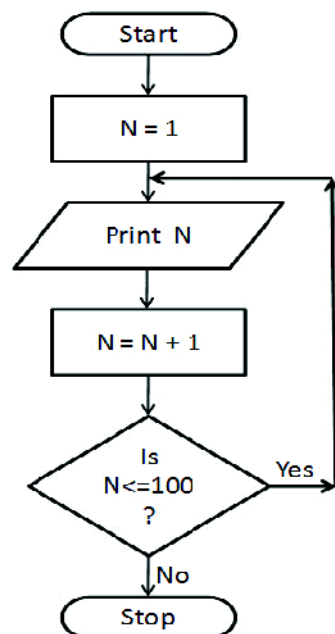 Start
N = 1
Print N
N = N + 1
Is
N<=100
?
Yes
No
Stop